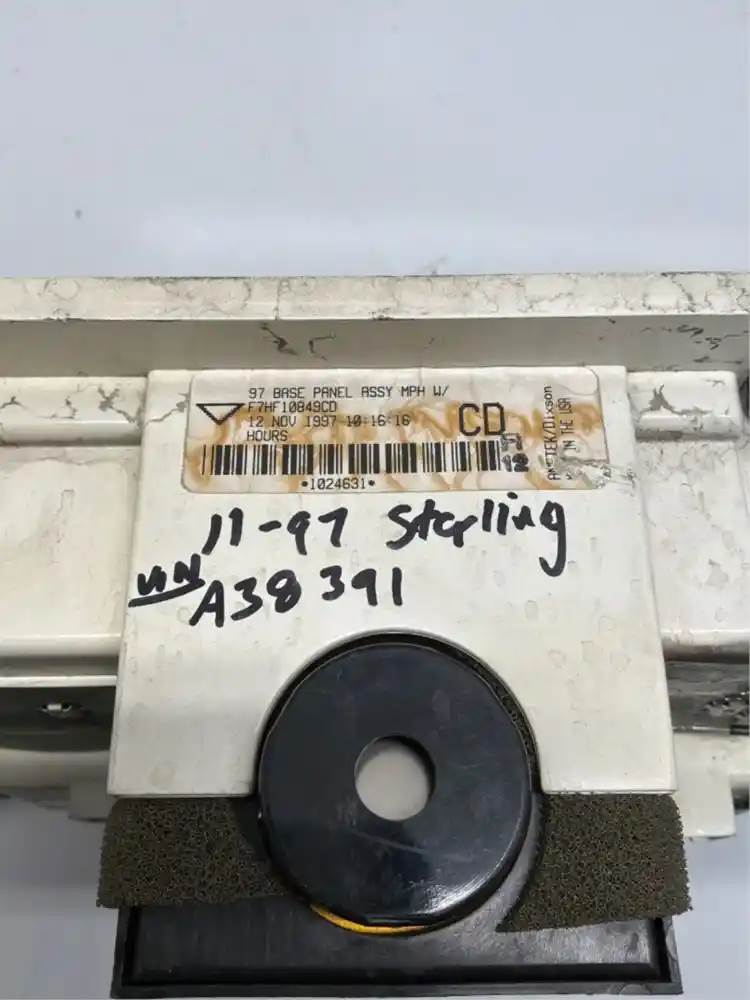 97 BASE PANEL ASSY MPH W/
F7HF10849CD
12 NOV 1997 10:16:16
HOURS
CD
12
*1024631*
AMETEK/Dixson
IN THE USA
11-97 Sterling
VIN
A38391